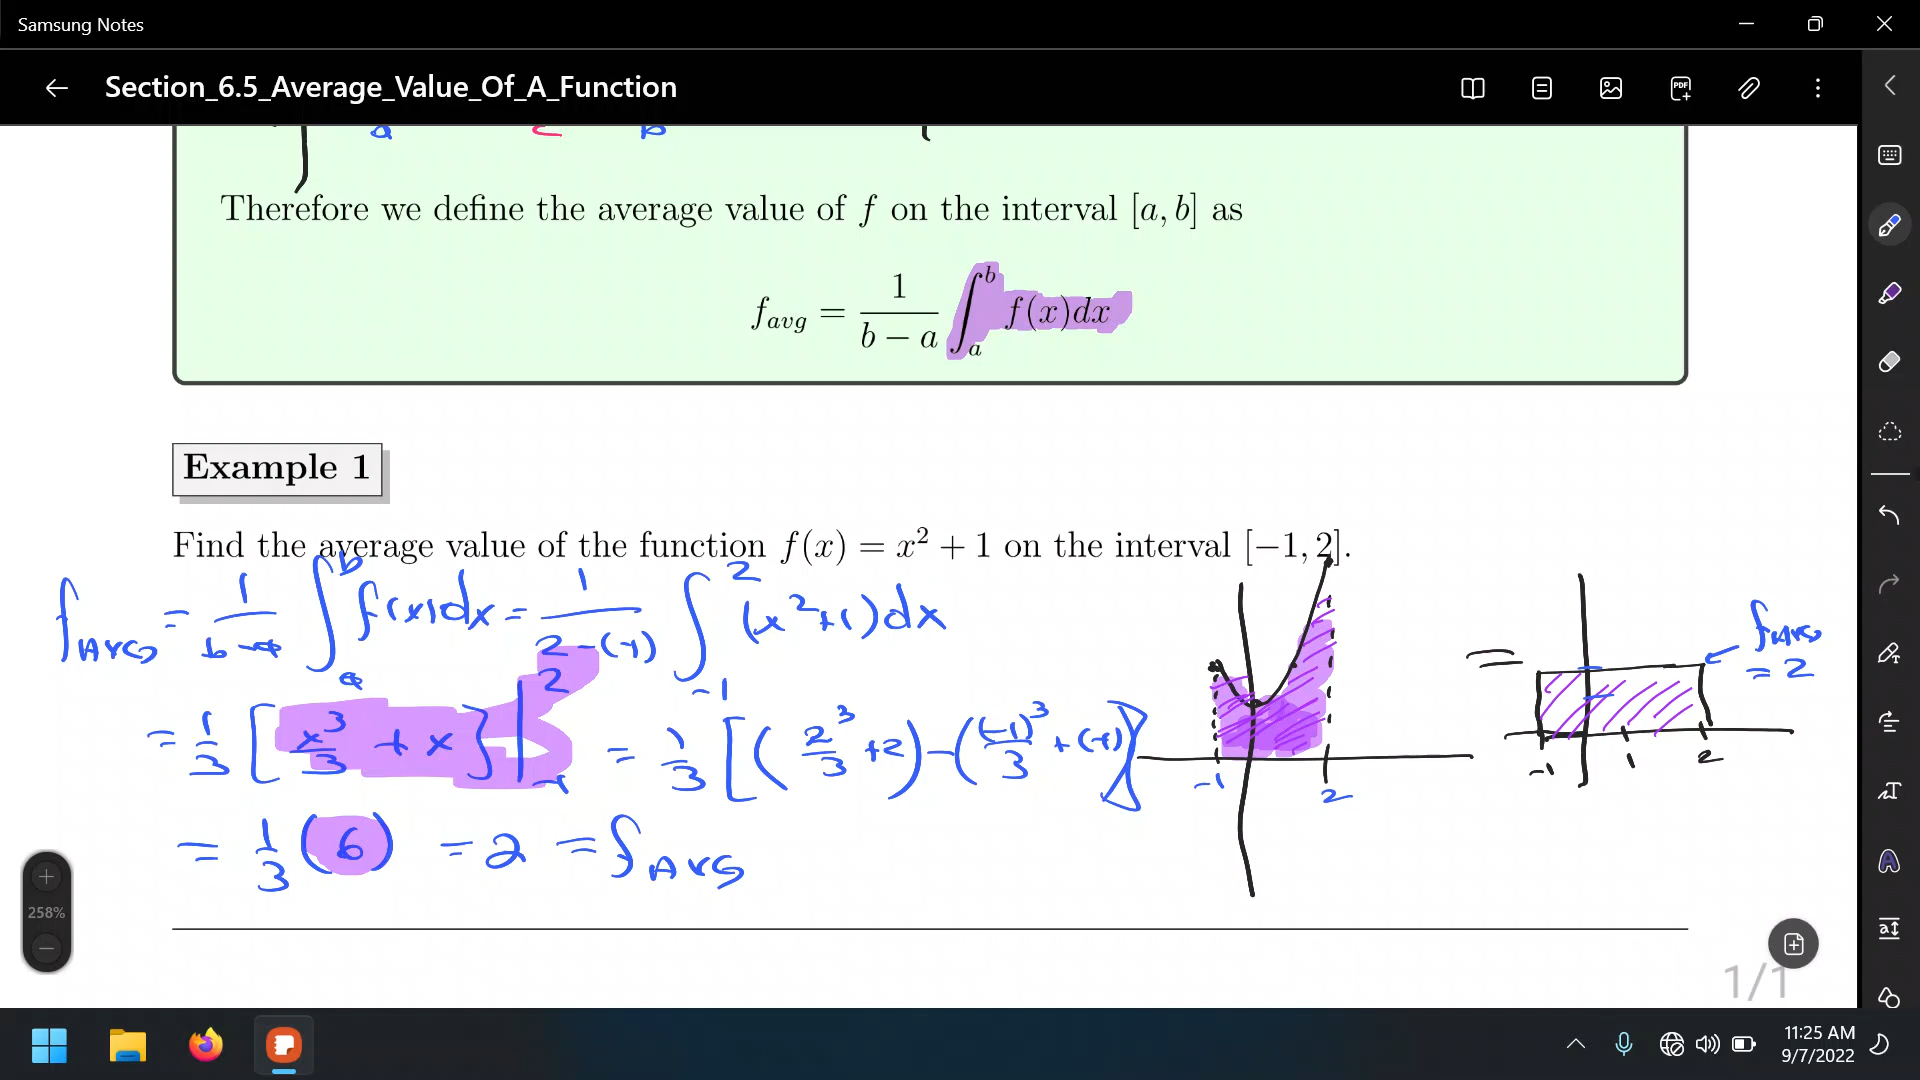 Samsung Notes
Section_6.5_Average_Value_Of_A_Function
PDF
a c b
Therefore we define the average value of f on the interval [a, b] as
f_avg = 1/(b − a) ∫_a^b f(x)dx
Example 1
Find the average value of the function f(x) = x² + 1 on the interval [−1, 2].
f_AVG = 1/(b-a) ∫_a^b f(x)dx = 1/(2-(-1)) ∫_-1^2 (x²+1)dx
= 1/3 [x³/3 + x]|_-1^2 = 1/3 [(2³/3 +2) - ((-1)³/3 + (-1))]
= 1/3 (6) = 2 = f_AVG
-1 2
=
f_AVG
= 2
-1 1 2
258%
1/1
11:25 AM
9/7/2022